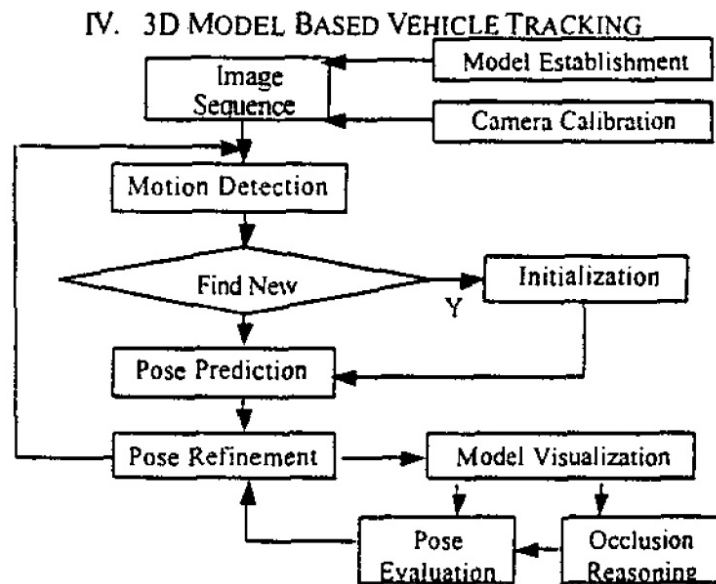 IV. 3D MODEL BASED VEHICLE TRACKING
Image
Sequence
Model Establishment
Camera Calibration
Motion Detection
Find New
Y
Initialization
Pose Prediction
Pose Refinement
Model Visualization
Pose
Evaluation
Occlusion
Reasoning